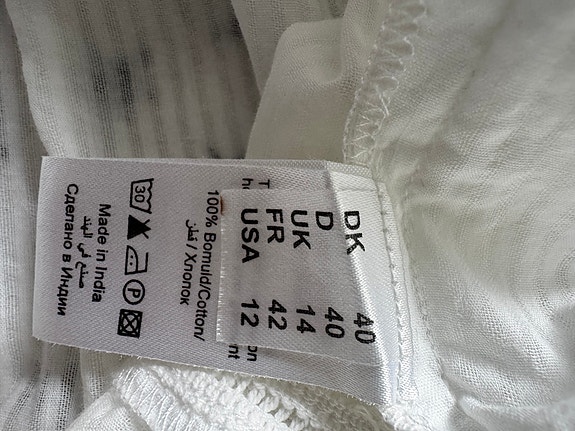 DK 40
D 40
UK 14
FR 42
USA 12
100% Bomuld/Cotton/
قطن / Хлопок
30
P
Made in India
صنع في الهند
Сделано в Индии